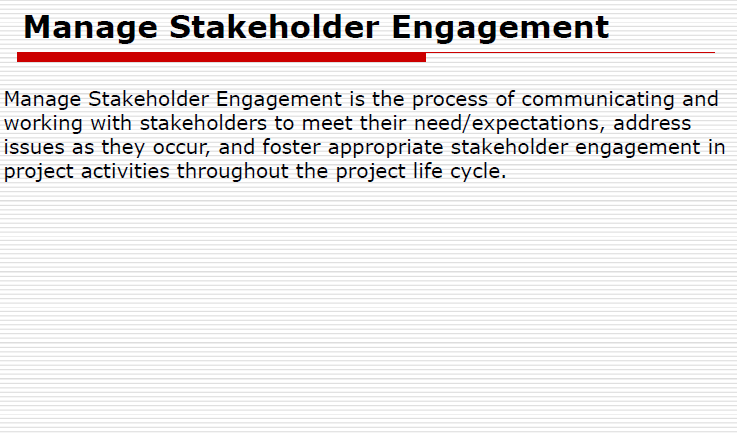 Manage Stakeholder Engagement
Manage Stakeholder Engagement is the process of communicating and
working with stakeholders to meet their need/expectations, address
issues as they occur, and foster appropriate stakeholder engagement in
project activities throughout the project life cycle.